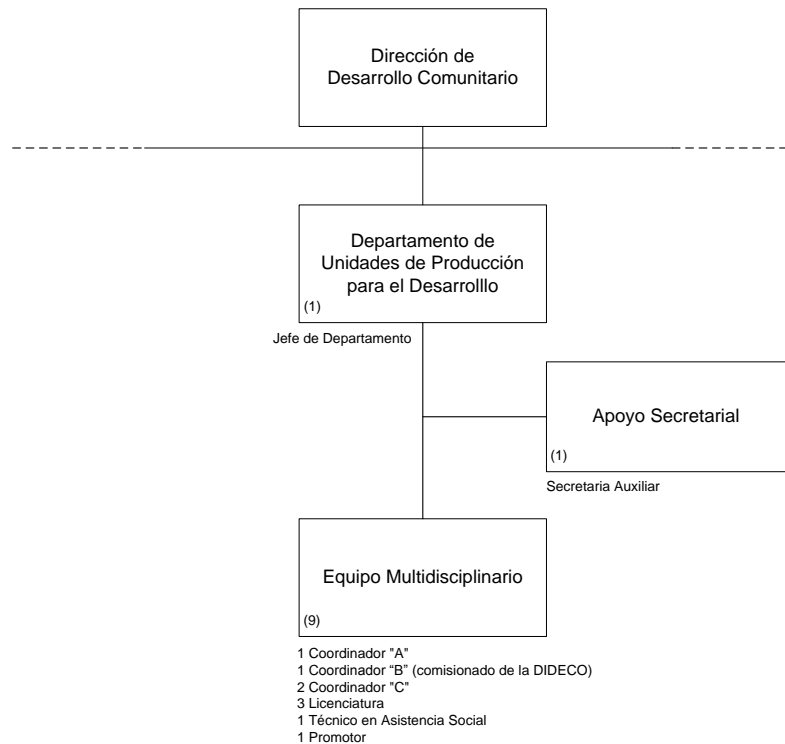 Dirección de
Desarrollo Comunitario
Departamento de
Unidades de Producción
para el Desarrolllo
(1)
Jefe de Departamento
Apoyo Secretarial
(1)
Secretaria Auxiliar
Equipo Multidisciplinario
(9)
1 Coordinador "A"
1 Coordinador “B” (comisionado de la DIDECO)
2 Coordinador "C"
3 Licenciatura
1 Técnico en Asistencia Social
1 Promotor